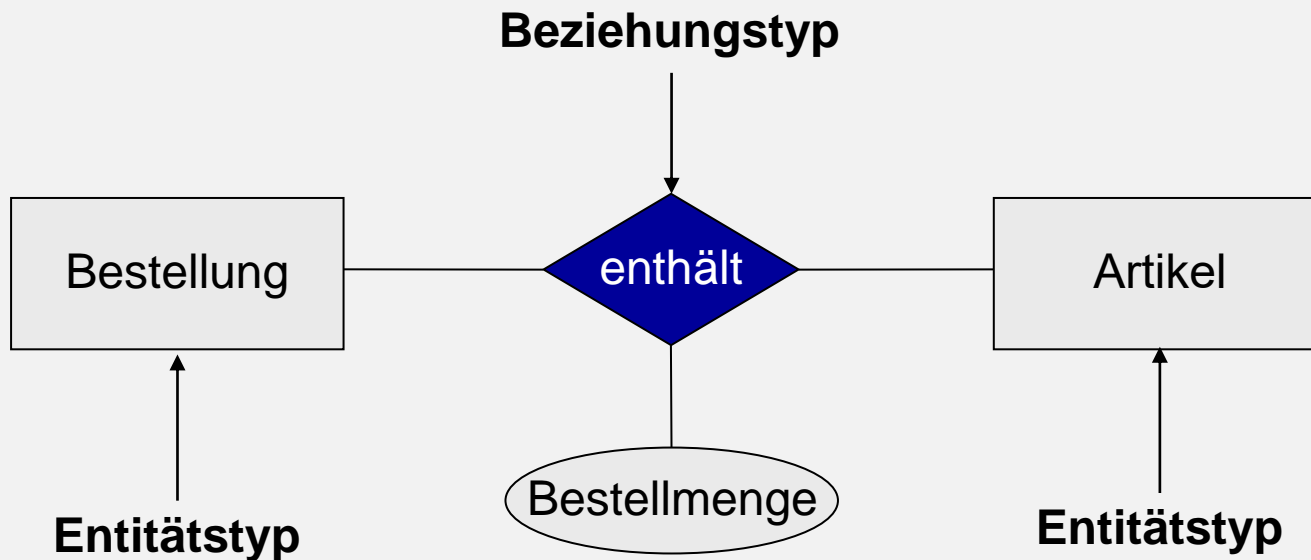 Beziehungstyp
Bestellung
enthält
Artikel
Bestellmenge
Entitätstyp
Entitätstyp